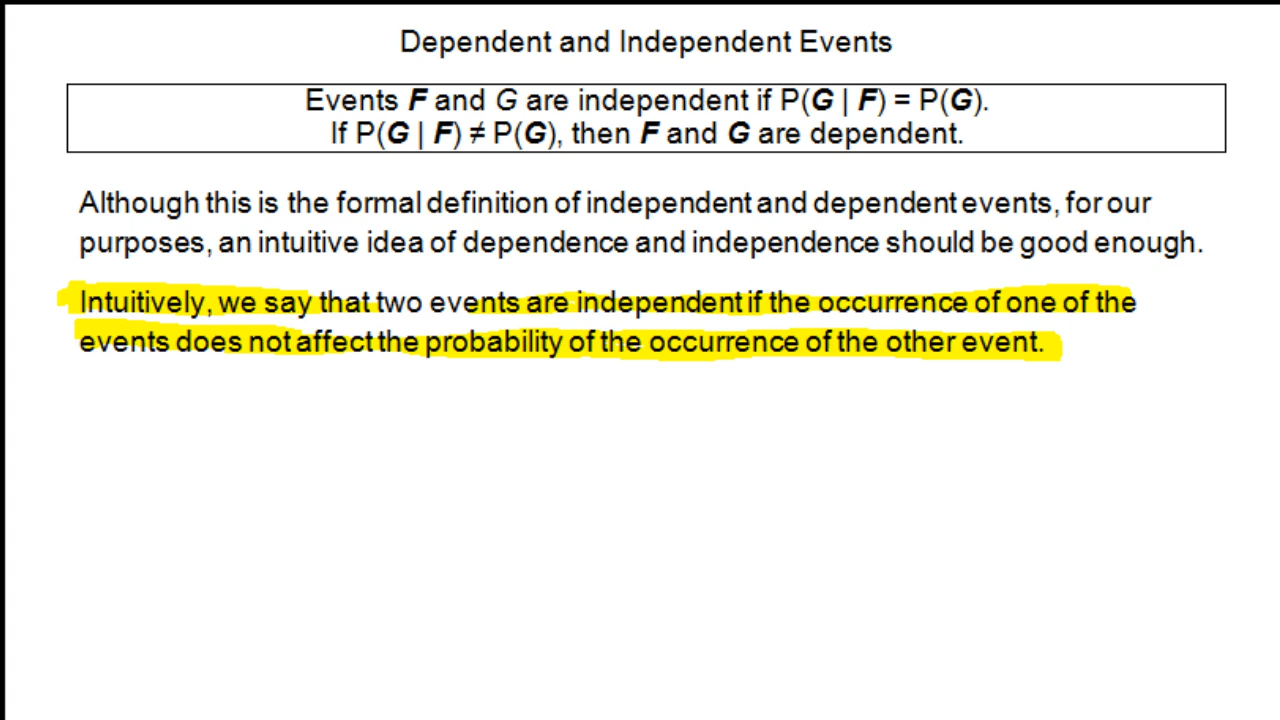 Dependent and Independent Events
Events F and G are independent if P(G | F) = P(G).
If P(G | F) ≠ P(G), then F and G are dependent.
Although this is the formal definition of independent and dependent events, for our
purposes, an intuitive idea of dependence and independence should be good enough.
Intuitively, we say that two events are independent if the occurrence of one of the
events does not affect the probability of the occurrence of the other event.